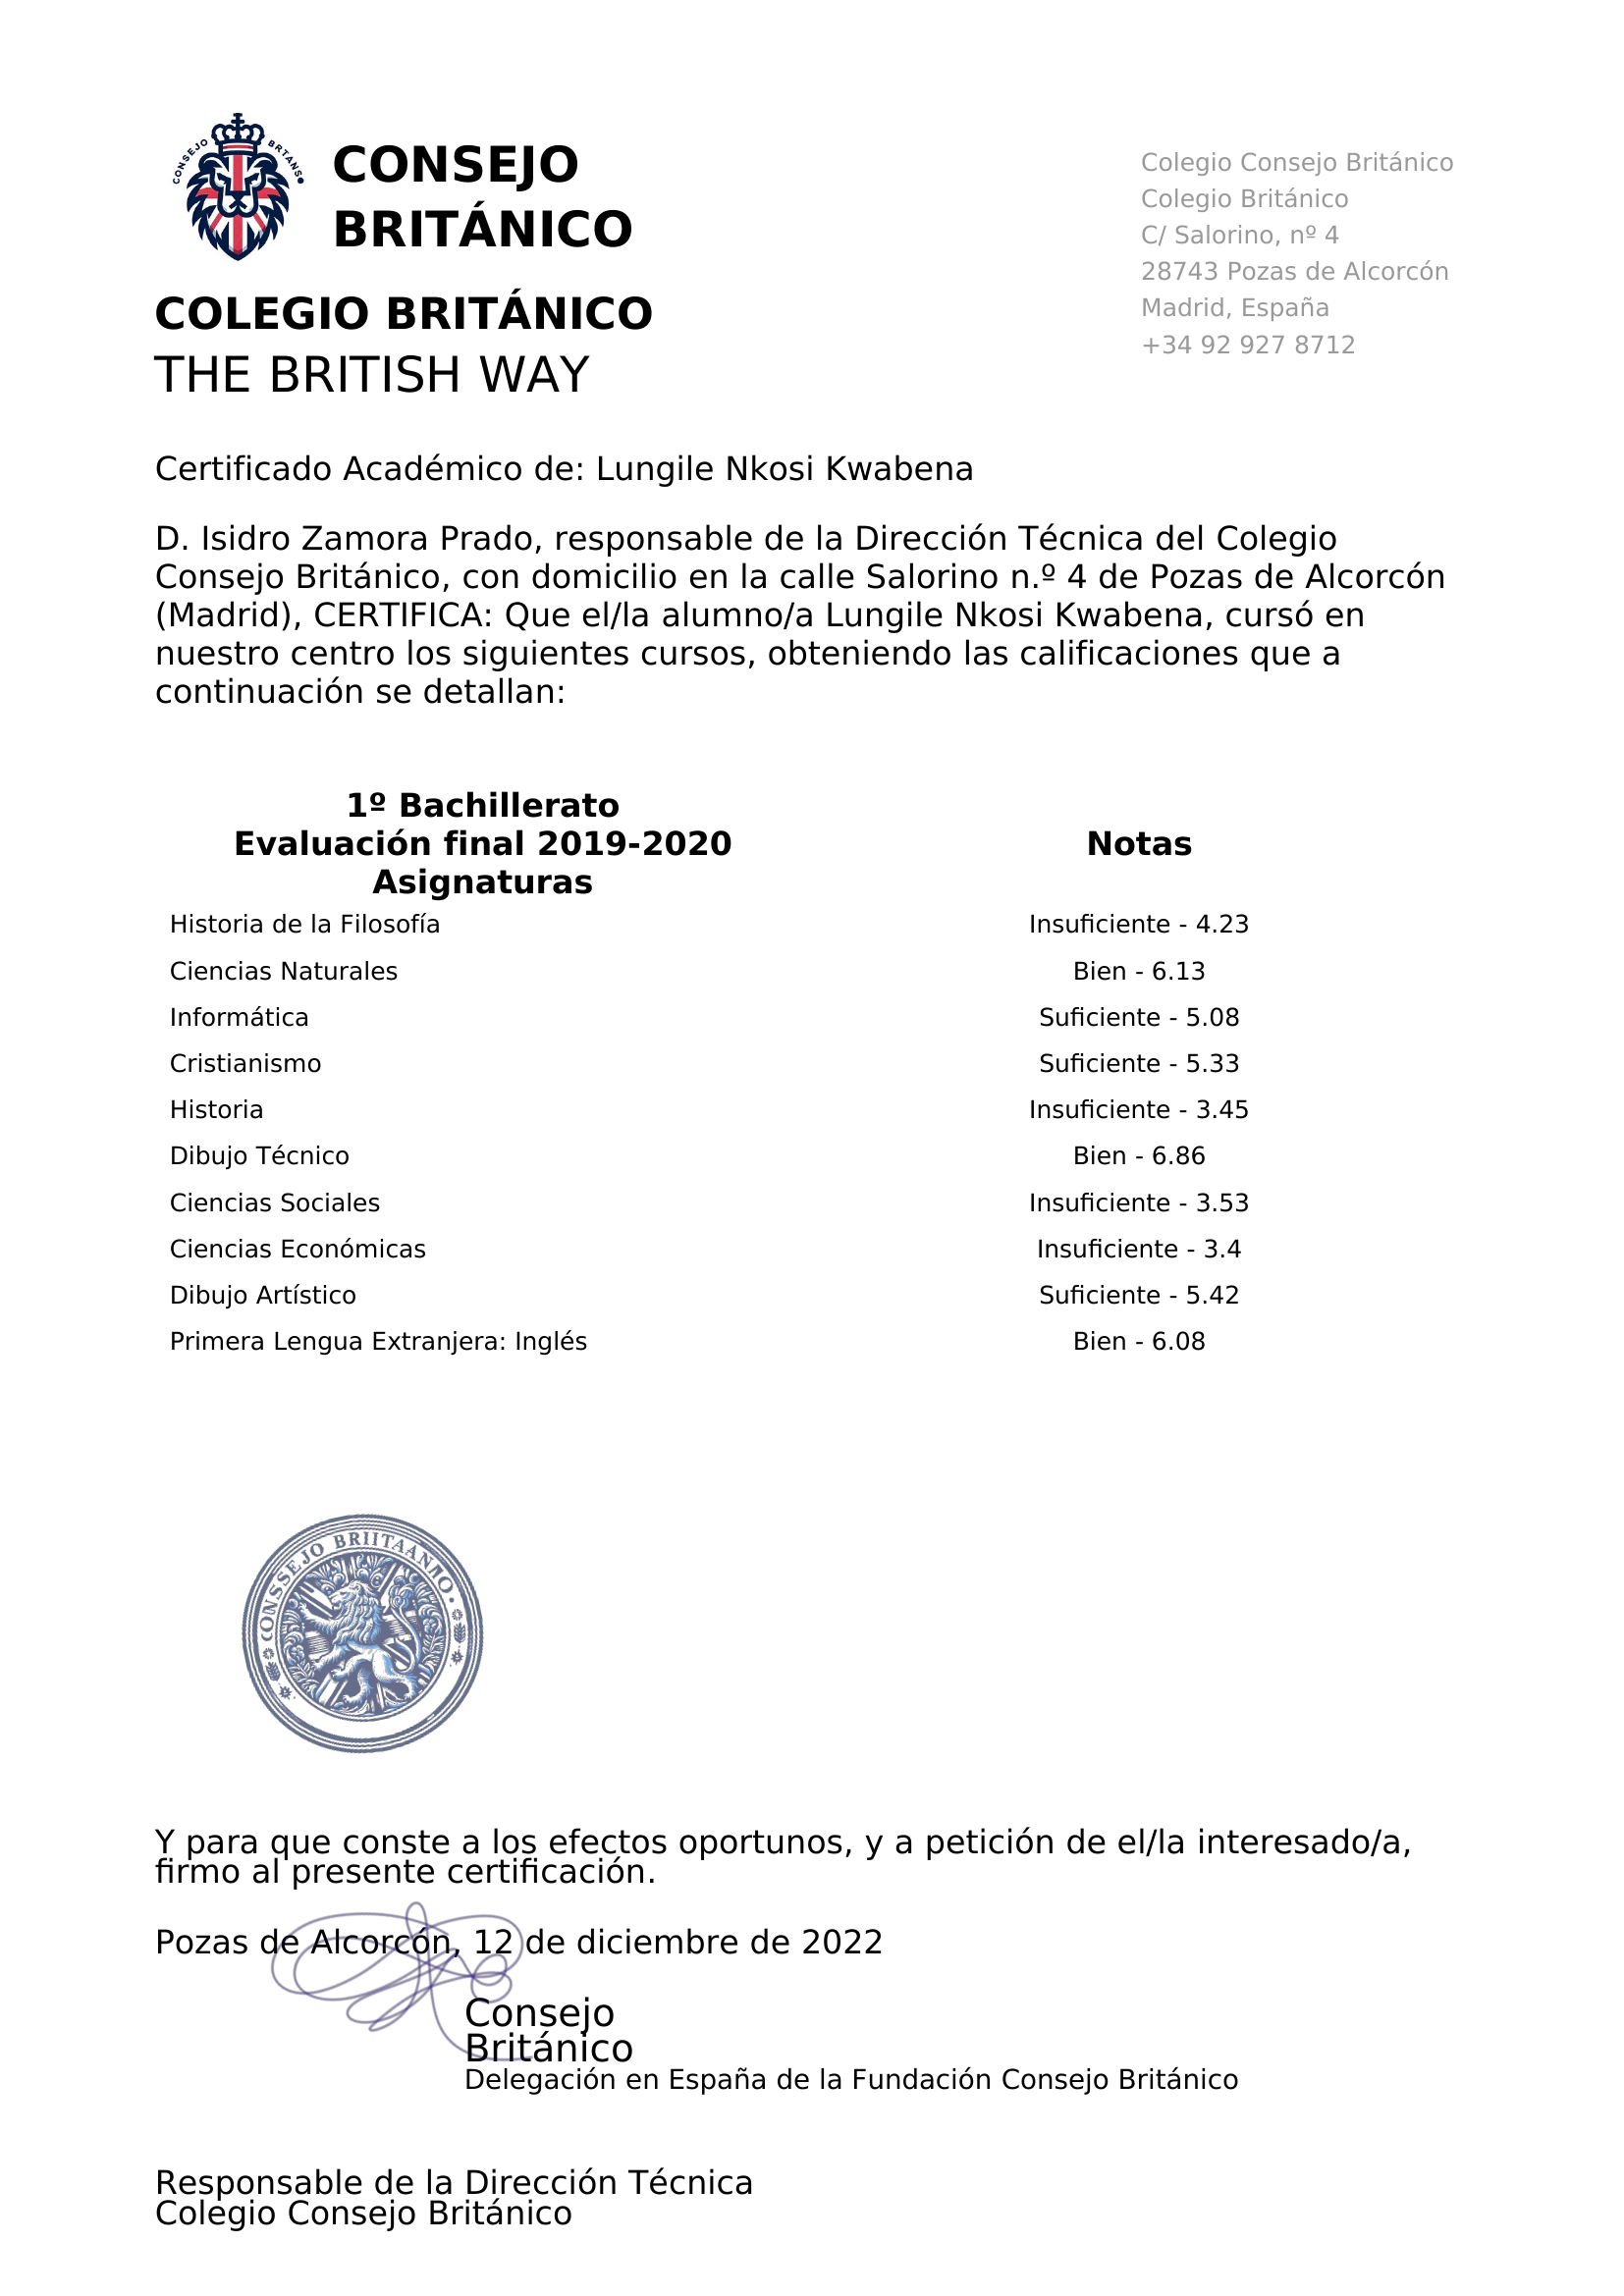 CONSEJO BRTANS
CONSEJO
BRITÁNICO
COLEGIO BRITÁNICO
THE BRITISH WAY
Colegio Consejo Británico
Colegio Británico
C/ Salorino, nº 4
28743 Pozas de Alcorcón
Madrid, España
+34 92 927 8712
Certificado Académico de: Lungile Nkosi Kwabena
D. Isidro Zamora Prado, responsable de la Dirección Técnica del Colegio
Consejo Británico, con domicilio en la calle Salorino n.º 4 de Pozas de Alcorcón
(Madrid), CERTIFICA: Que el/la alumno/a Lungile Nkosi Kwabena, cursó en
nuestro centro los siguientes cursos, obteniendo las calificaciones que a
continuación se detallan:
1º Bachillerato
Evaluación final 2019-2020 Notas
Asignaturas
Historia de la Filosofía Insuficiente - 4.23
Ciencias Naturales Bien - 6.13
Informática Suficiente - 5.08
Cristianismo Suficiente - 5.33
Historia Insuficiente - 3.45
Dibujo Técnico Bien - 6.86
Ciencias Sociales Insuficiente - 3.53
Ciencias Económicas Insuficiente - 3.4
Dibujo Artístico Suficiente - 5.42
Primera Lengua Extranjera: Inglés Bien - 6.08
CONSSEJO BRIITAANIO
Y para que conste a los efectos oportunos, y a petición de el/la interesado/a,
firmo al presente certificación.
Pozas de Alcorcón, 12 de diciembre de 2022
Consejo
Británico
Delegación en España de la Fundación Consejo Británico
Responsable de la Dirección Técnica
Colegio Consejo Británico